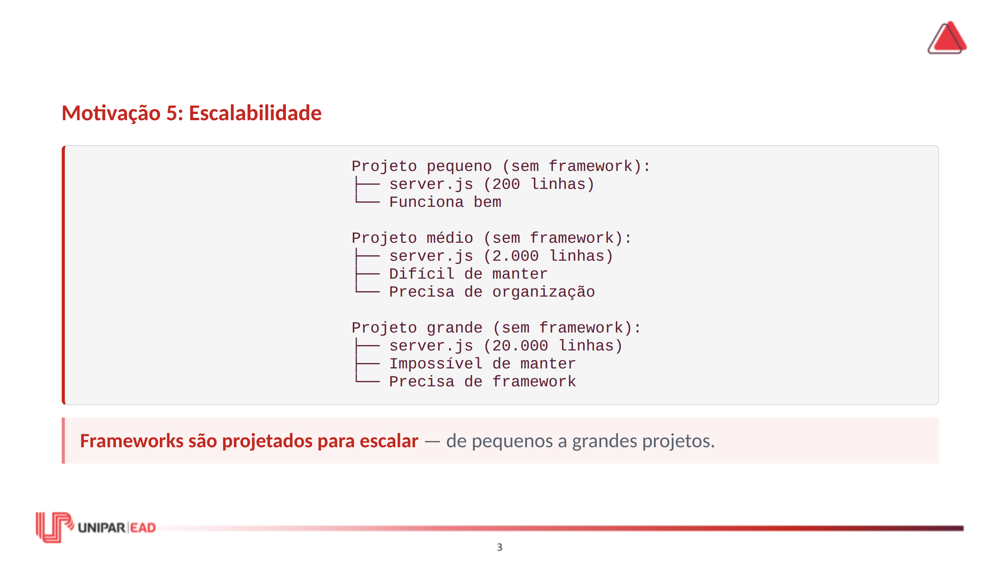 Motivação 5: Escalabilidade
Projeto pequeno (sem framework):
├── server.js (200 linhas)
└── Funciona bem
Projeto médio (sem framework):
├── server.js (2.000 linhas)
├── Difícil de manter
└── Precisa de organização
Projeto grande (sem framework):
├── server.js (20.000 linhas)
├── Impossível de manter
└── Precisa de framework
Frameworks são projetados para escalar — de pequenos a grandes projetos.
UNIPAR|EAD
3